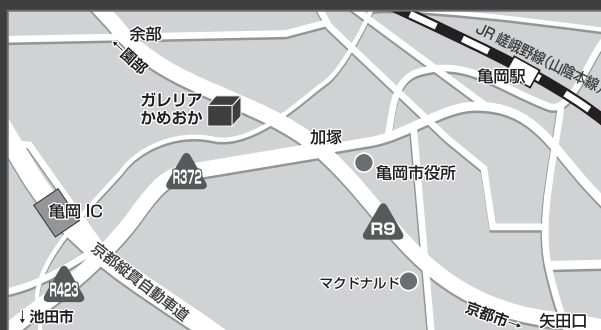 余部
←園部
JR 嵯峨野線(山陰本線)
亀岡駅
ガレリア
かめおか
加塚
亀岡市役所
R372
亀岡 IC
R9
京都縦貫自動車道
R423
マクドナルド
↓池田市
京都市→
矢田口